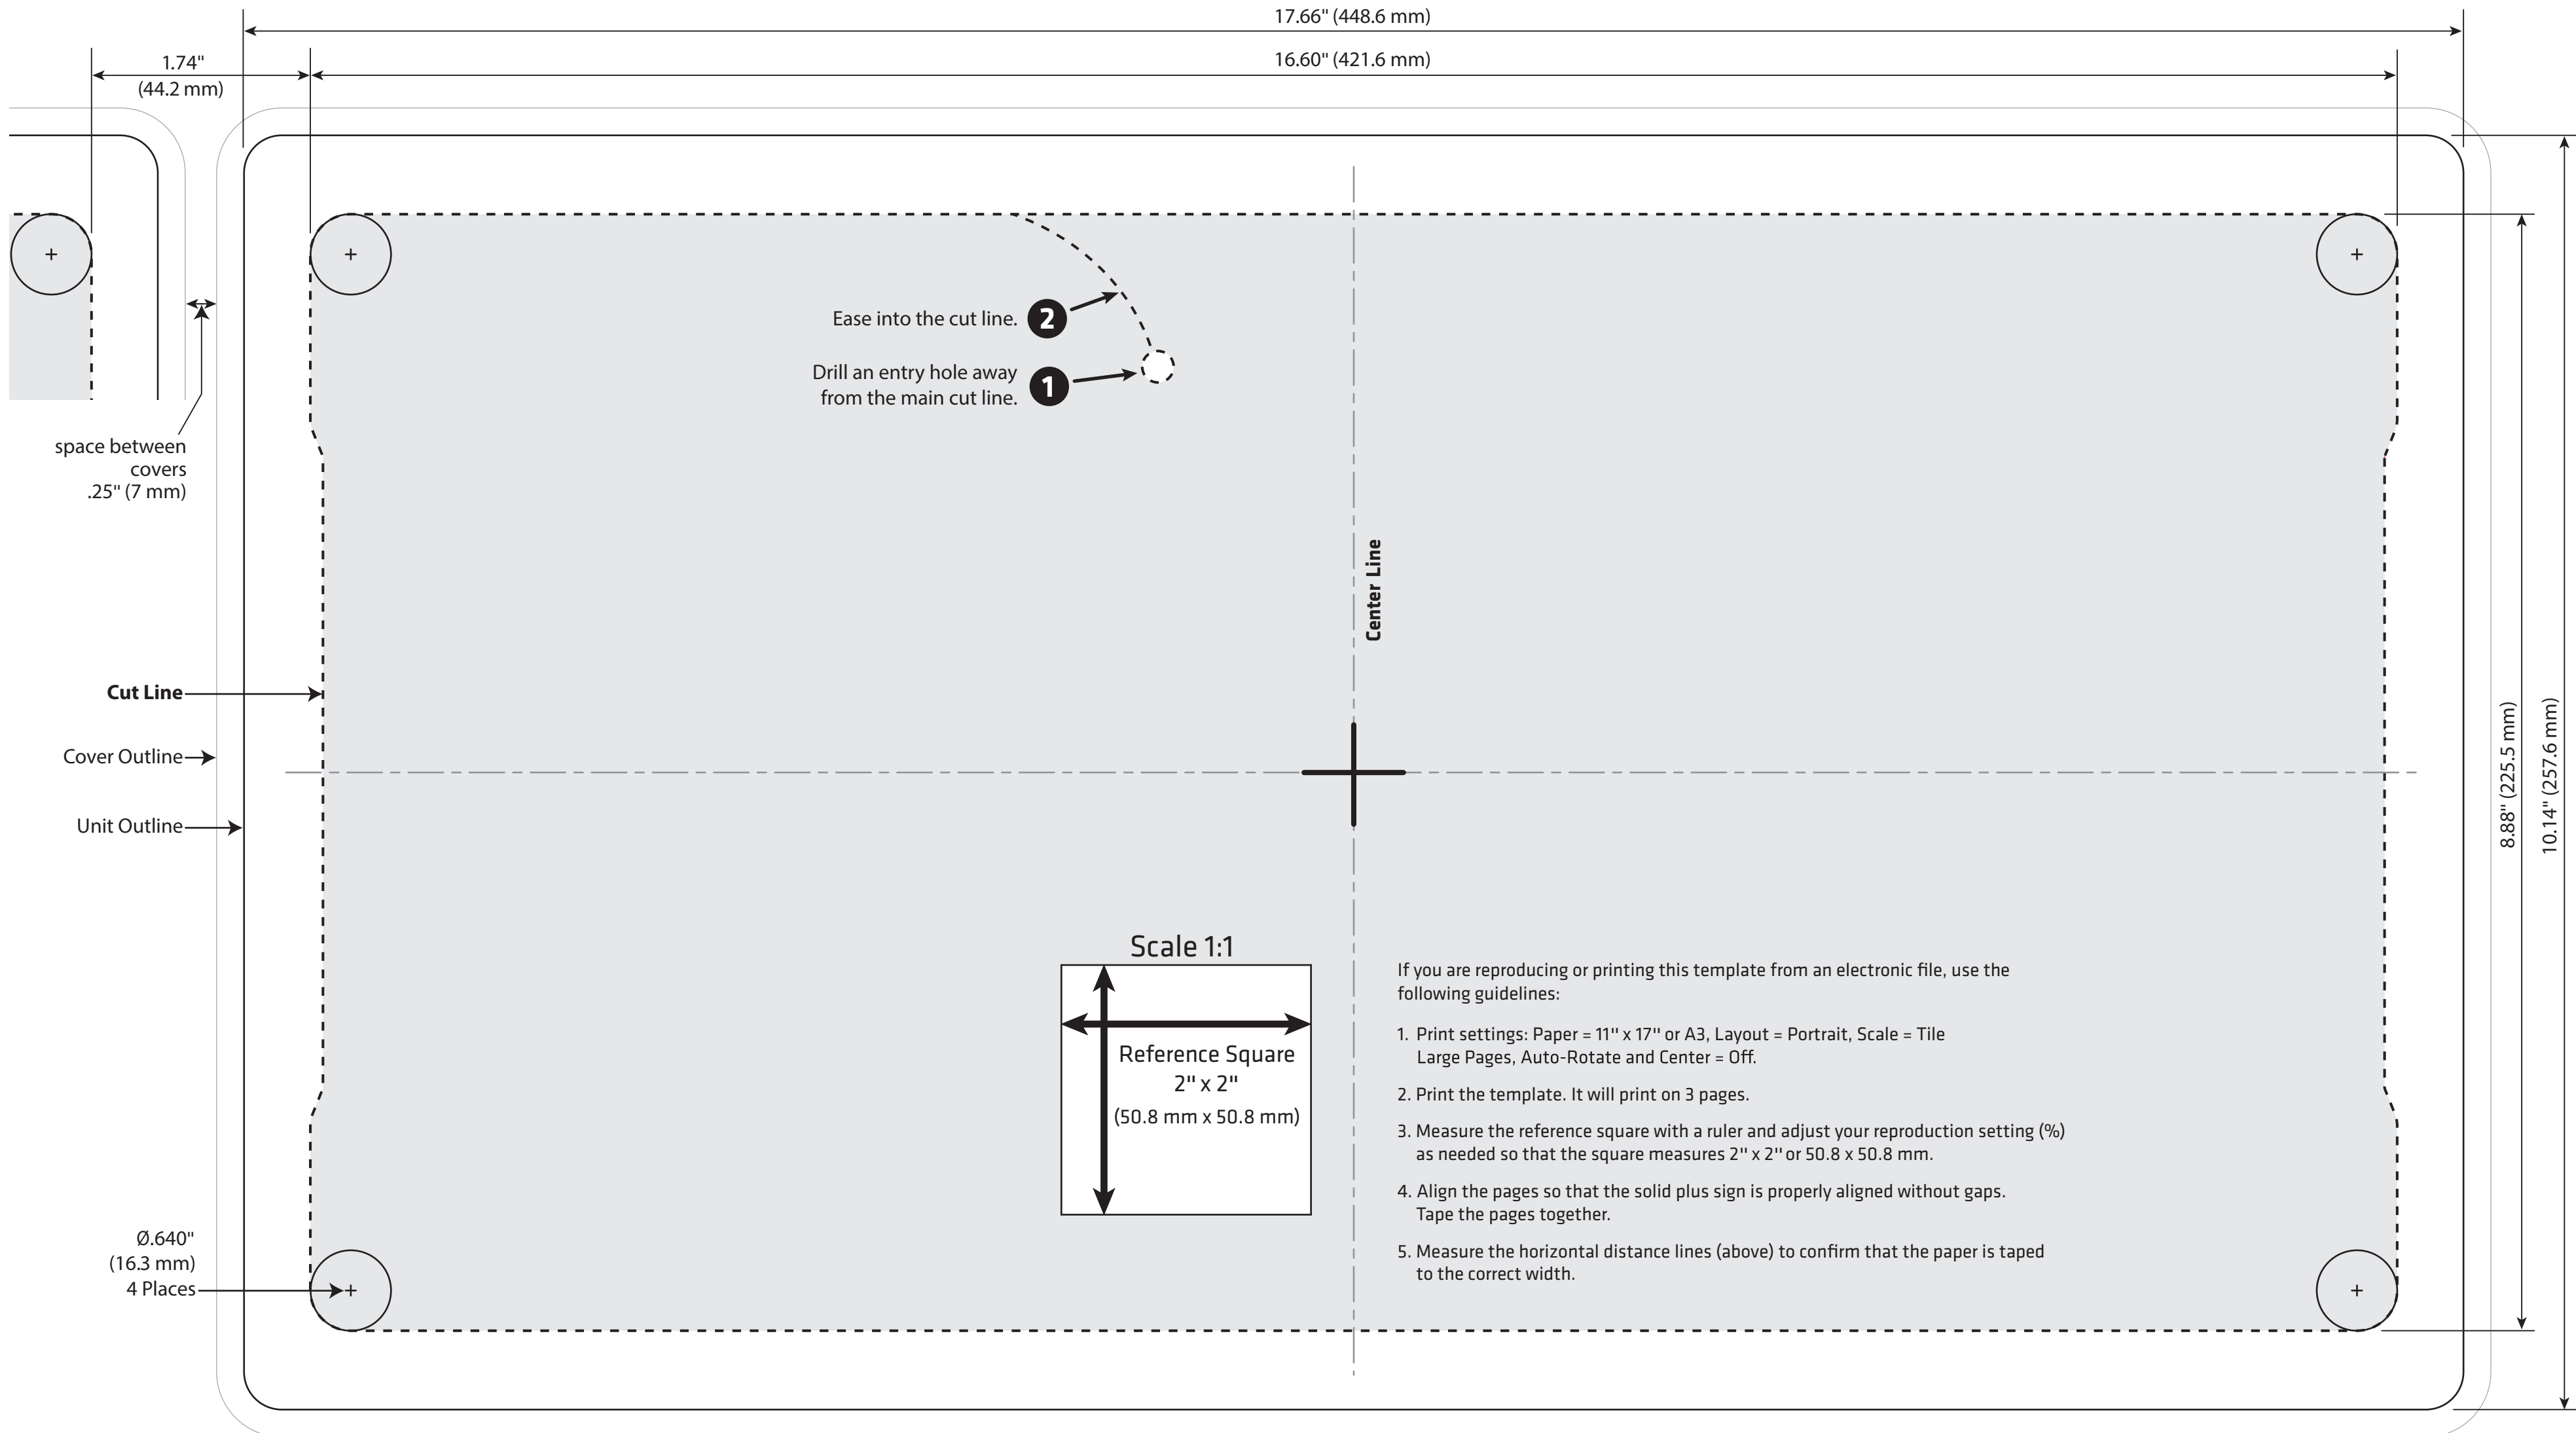 17.66" (448.6 mm)
16.60" (421.6 mm)
1.74"
(44.2 mm)
Ease into the cut line.
2
Drill an entry hole away
from the main cut line.
1
space between
covers
.25" (7 mm)
Center Line
Cut Line
Cover Outline
Unit Outline
8.88" (225.5 mm)
10.14" (257.6 mm)
Scale 1:1
Reference Square
2" x 2"
(50.8 mm x 50.8 mm)
If you are reproducing or printing this template from an electronic file, use the
following guidelines:
1. Print settings: Paper = 11" x 17" or A3, Layout = Portrait, Scale = Tile
Large Pages, Auto-Rotate and Center = Off.
2. Print the template. It will print on 3 pages.
3. Measure the reference square with a ruler and adjust your reproduction setting (%)
as needed so that the square measures 2" x 2" or 50.8 x 50.8 mm.
4. Align the pages so that the solid plus sign is properly aligned without gaps.
Tape the pages together.
5. Measure the horizontal distance lines (above) to confirm that the paper is taped
to the correct width.
Ø.640"
(16.3 mm)
4 Places